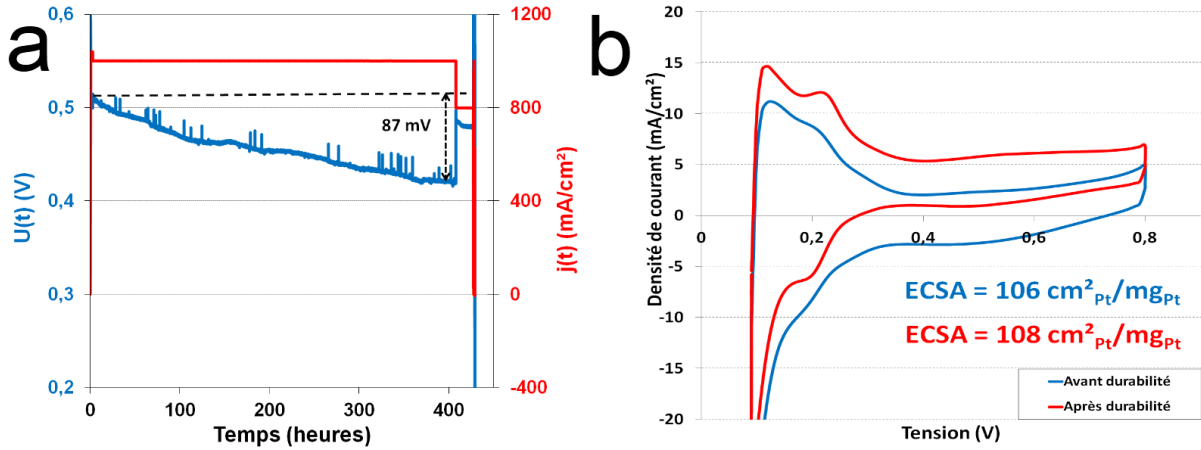 a
0,6
0,5
0,4
0,3
0,2
U(t) (V)
87 mV
1200
800
400
0
-400
j(t) (mA/cm²)
0
100
200
300
400
Temps (heures)
b
20
15
10
5
0
-5
-10
-15
-20
Densité de courant (mA/cm²)
0
0,2
0,4
0,6
0,8
ECSA = 106 cm²Pt/mgPt
ECSA = 108 cm²Pt/mgPt
Avant durabilité
Après durabilité
Tension (V)